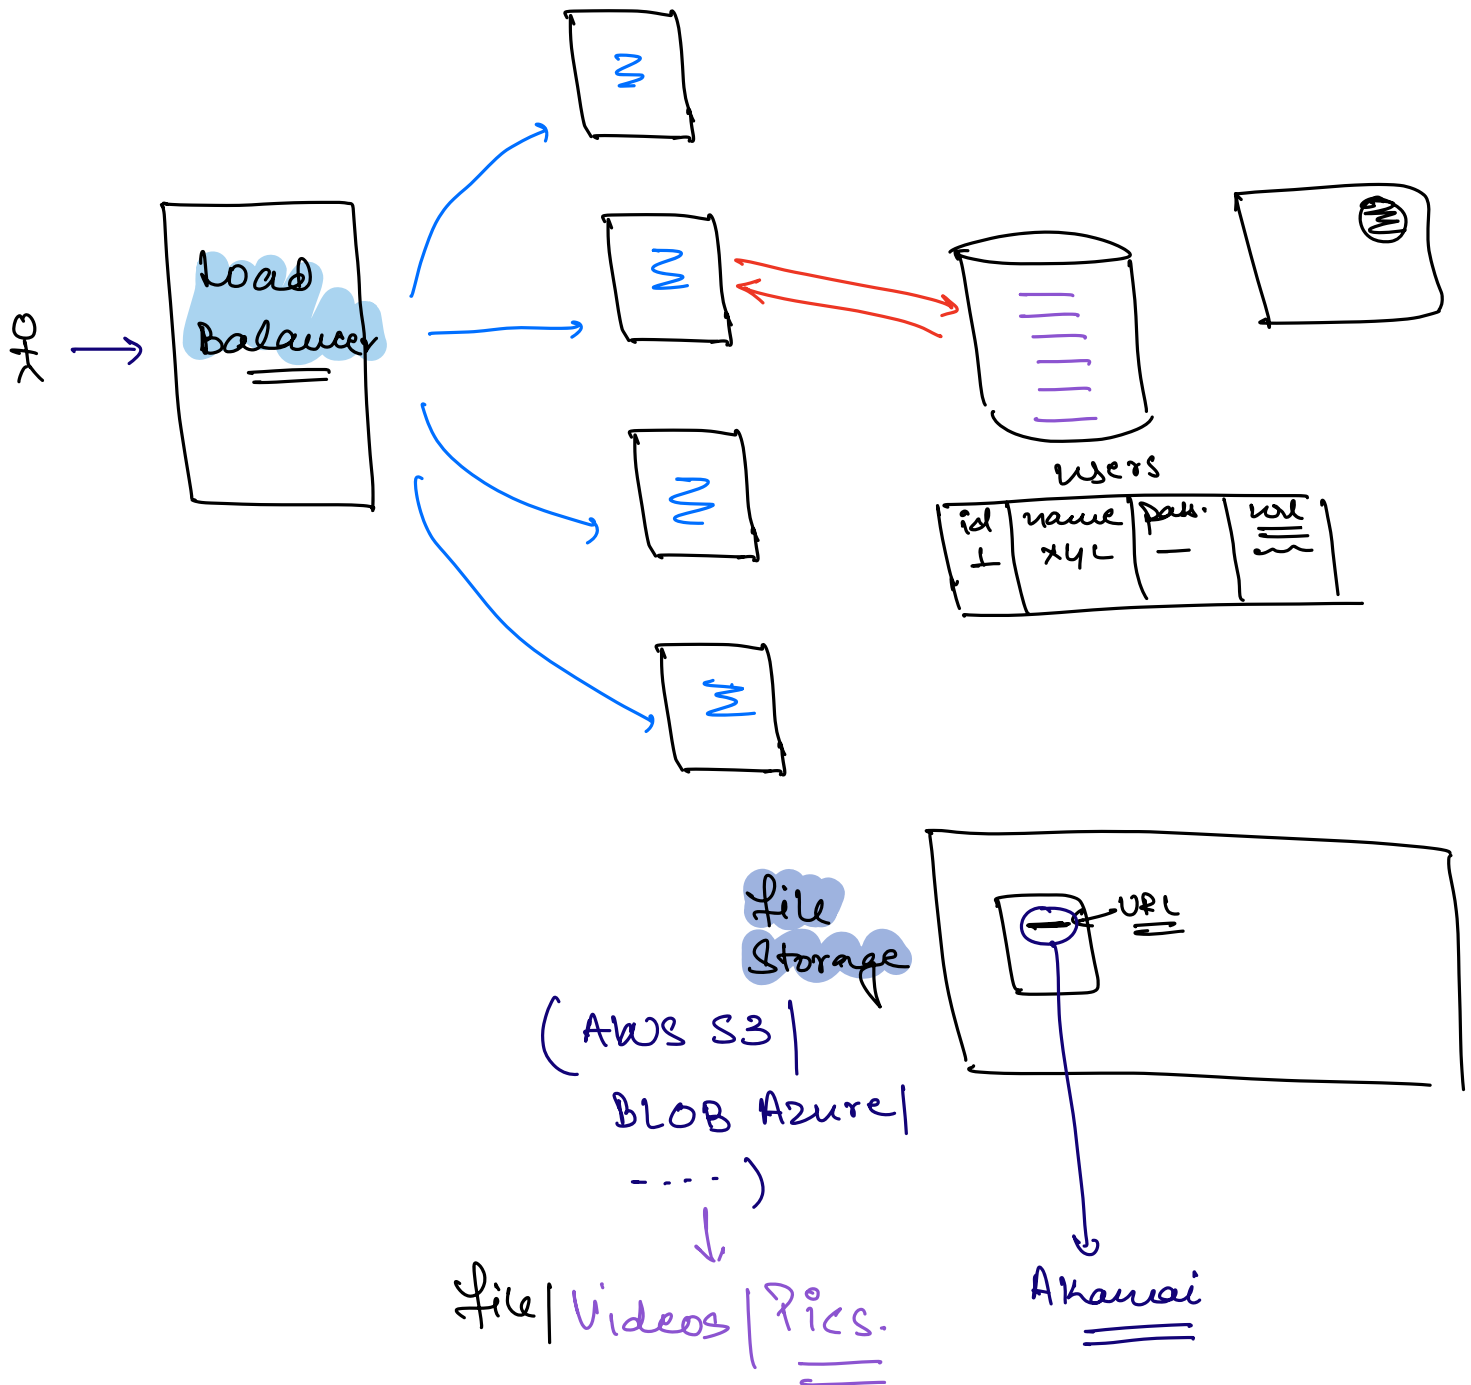 Load
Balancer
users
id name pass. url
1 xyz
File
Storage
URL
(AWS S3|
BLOB Azure|
....)
File|Videos|Pics.
Akamai